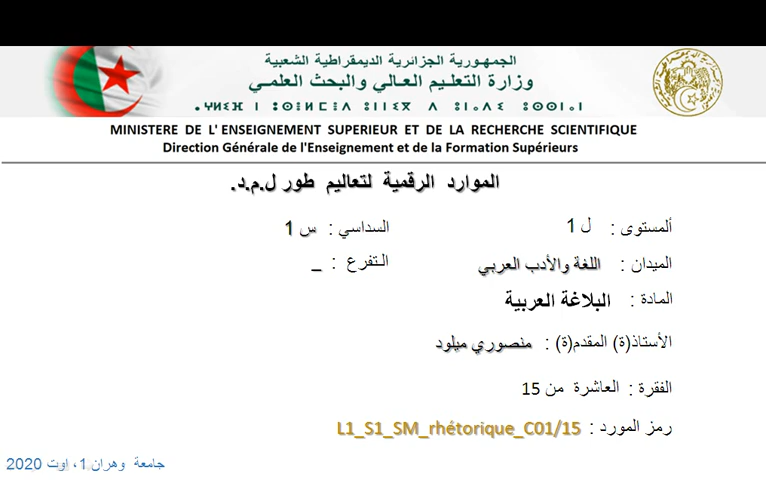 الجمهورية الجزائرية الديمقراطية الشعبية
وزارة التعليم العالي والبحث العلمي
MINISTERE DE L' ENSEIGNEMENT SUPERIEUR ET DE LA RECHERCHE SCIENTIFIQUE
Direction Générale de l'Enseignement et de la Formation Supérieurs
الموارد الرقمية لتعاليم طور ل.م.د.
ألمستوى : ل 1
السداسي : س 1
الميدان : اللغة والأدب العربي
التفرع : _
المادة : البلاغة العربية
الأستاذ(ة) المقدم(ة) : منصوري ميلود
الفقرة : العاشرة من 15
رمز المورد : L1_S1_SM_rhétorique_C01/15
جامعة وهران 1، اوت 2020